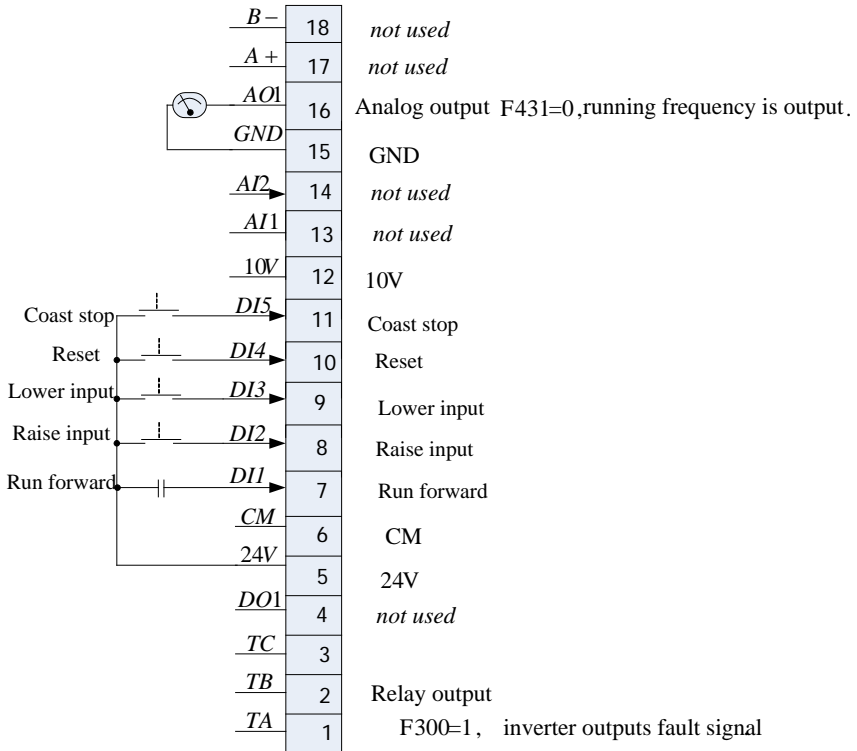 B − 18 not used
A + 17 not used
AO1 16 Analog output F431=0,running frequency is output.
GND 15 GND
AI2 14 not used
AI1 13 not used
10V 12 10V
Coast stop DI5 11 Coast stop
Reset DI4 10 Reset
Lower input DI3 9 Lower input
Raise input DI2 8 Raise input
Run forward DI1 7 Run forward
CM 6 CM
24V 5 24V
DO1 4 not used
TC 3
TB 2 Relay output
TA 1 F300=1, inverter outputs fault signal